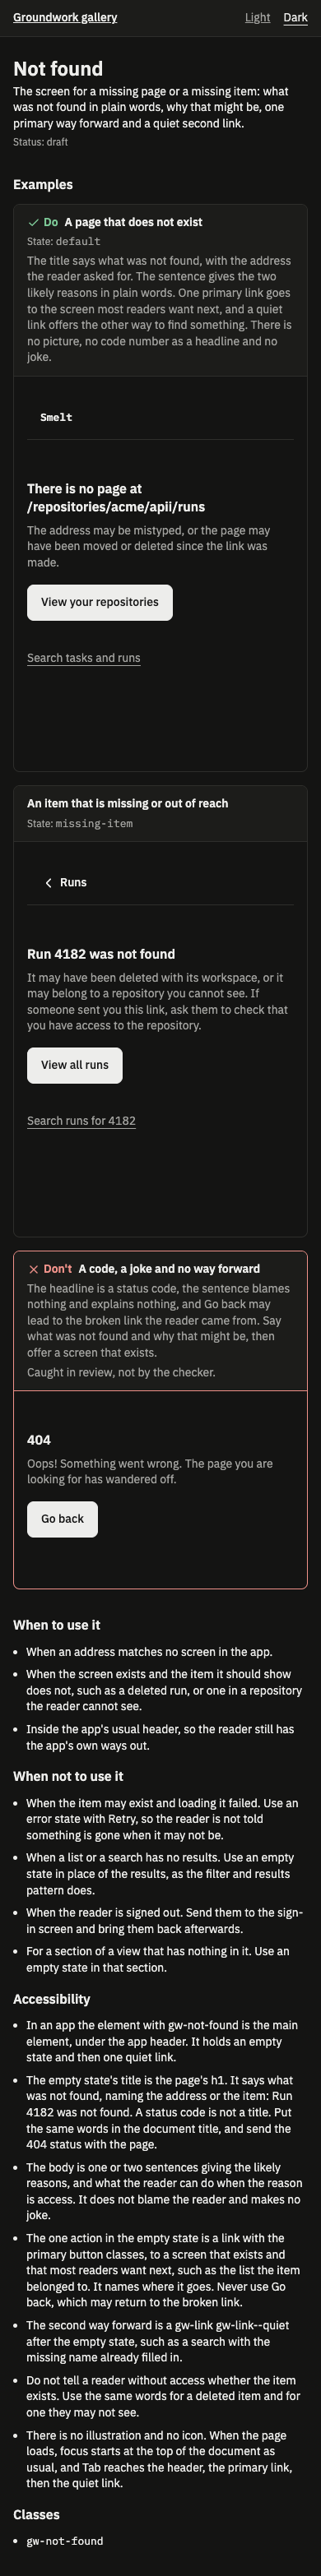 Groundwork gallery
Light
Dark
Not found
The screen for a missing page or a missing item: what
was not found in plain words, why that might be, one
primary way forward and a quiet second link.
Status: draft
Examples
Do A page that does not exist
State: default
The title says what was not found, with the address
the reader asked for. The sentence gives the two
likely reasons in plain words. One primary link goes
to the screen most readers want next, and a quiet
link offers the other way to find something. There is
no picture, no code number as a headline and no
joke.
Smelt
There is no page at
/repositories/acme/apii/runs
The address may be mistyped, or the page may
have been moved or deleted since the link was
made.
View your repositories
Search tasks and runs
An item that is missing or out of reach
State: missing-item
Runs
Run 4182 was not found
It may have been deleted with its workspace, or it
may belong to a repository you cannot see. If
someone sent you this link, ask them to check that
you have access to the repository.
View all runs
Search runs for 4182
Don't A code, a joke and no way forward
The headline is a status code, the sentence blames
nothing and explains nothing, and Go back may
lead to the broken link the reader came from. Say
what was not found and why that might be, then
offer a screen that exists.
Caught in review, not by the checker.
404
Oops! Something went wrong. The page you are
looking for has wandered off.
Go back
When to use it
• When an address matches no screen in the app.
• When the screen exists and the item it should show
does not, such as a deleted run, or one in a repository
the reader cannot see.
• Inside the app's usual header, so the reader still has
the app's own ways out.
When not to use it
• When the item may exist and loading it failed. Use an
error state with Retry, so the reader is not told
something is gone when it may not be.
• When a list or a search has no results. Use an empty
state in place of the results, as the filter and results
pattern does.
• When the reader is signed out. Send them to the sign-
in screen and bring them back afterwards.
• For a section of a view that has nothing in it. Use an
empty state in that section.
Accessibility
• In an app the element with gw-not-found is the main
element, under the app header. It holds an empty
state and then one quiet link.
• The empty state's title is the page's h1. It says what
was not found, naming the address or the item: Run
4182 was not found. A status code is not a title. Put
the same words in the document title, and send the
404 status with the page.
• The body is one or two sentences giving the likely
reasons, and what the reader can do when the reason
is access. It does not blame the reader and makes no
joke.
• The one action in the empty state is a link with the
primary button classes, to a screen that exists and
that most readers want next, such as the list the item
belonged to. It names where it goes. Never use Go
back, which may return to the broken link.
• The second way forward is a gw-link gw-link--quiet
after the empty state, such as a search with the
missing name already filled in.
• Do not tell a reader without access whether the item
exists. Use the same words for a deleted item and for
one they may not see.
• There is no illustration and no icon. When the page
loads, focus starts at the top of the document as
usual, and Tab reaches the header, the primary link,
then the quiet link.
Classes
• gw-not-found